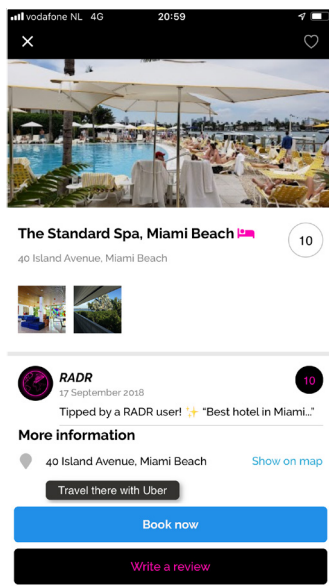 vodafone NL 4G 20:59
The Standard Spa, Miami Beach
10
40 Island Avenue, Miami Beach
RADR
10
17 September 2018
Tipped by a RADR user! ✨ “Best hotel in Miami...”
More information
40 Island Avenue, Miami Beach Show on map
Travel there with Uber
Book now
Write a review